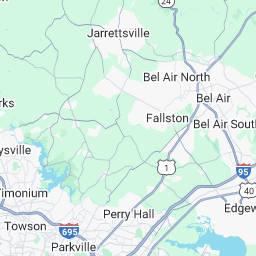 24
Jarrettsville
Bel Air North
Bel Air
rks
Fallston
Bel Air South
ysville
1
95
Timonium
40
Perry Hall
Edgew
Towson
695
Parkville